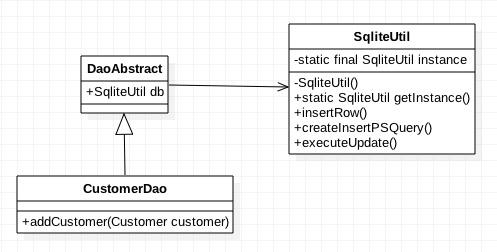 SqliteUtil
-static final SqliteUtil instance
-SqliteUtil()
+static SqliteUtil getInstance()
+insertRow()
+createInsertPSQuery()
+executeUpdate()
DaoAbstract
+SqliteUtil db
CustomerDao
+addCustomer(Customer customer)